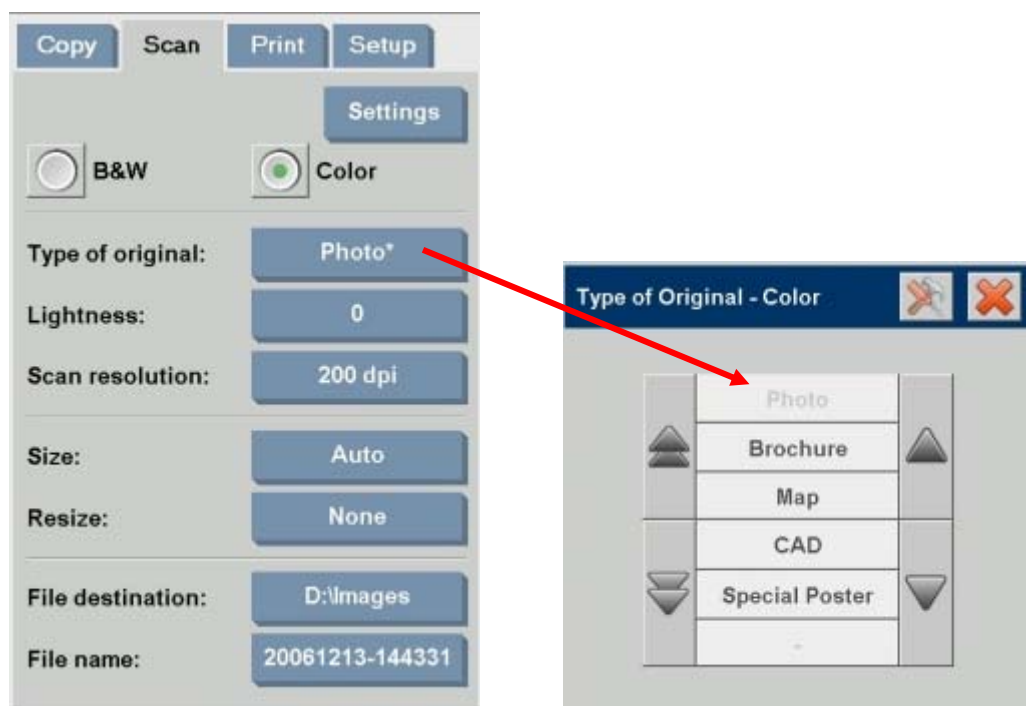 Copy Scan Print Setup
Settings
B&W Color
Type of original: Photo*
Lightness: 0
Scan resolution: 200 dpi
Size: Auto
Resize: None
File destination: D:\Images
File name: 20061213-144331
Type of Original - Color
Photo
Brochure
Map
CAD
Special Poster
-